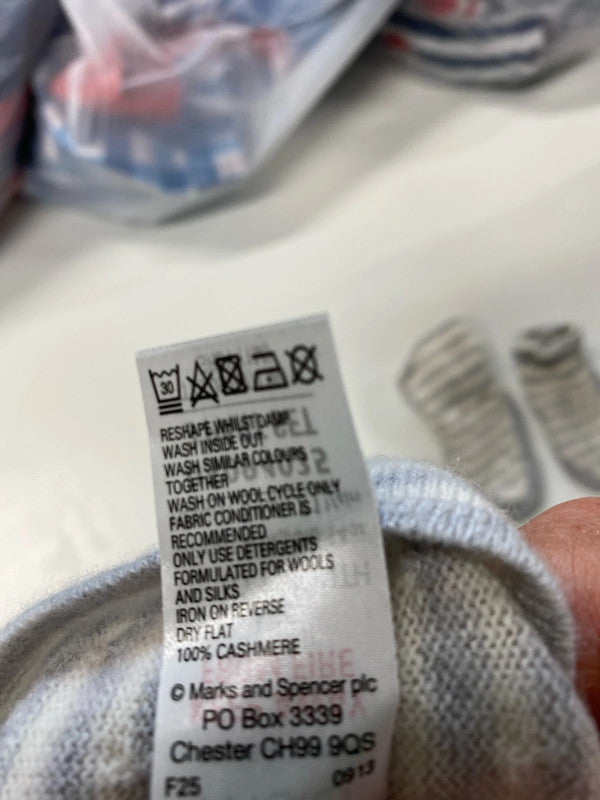 30
RESHAPE WHILST DAMP
WASH INSIDE OUT
WASH SIMILAR COLOURS
TOGETHER
WASH ON WOOL CYCLE ONLY
FABRIC CONDITIONER IS
RECOMMENDED
ONLY USE DETERGENTS
FORMULATED FOR WOOLS
AND SILKS
IRON ON REVERSE
DRY FLAT
100% CASHMERE
© Marks and Spencer plc
PO Box 3339
Chester CH99 9QS
F25 0913